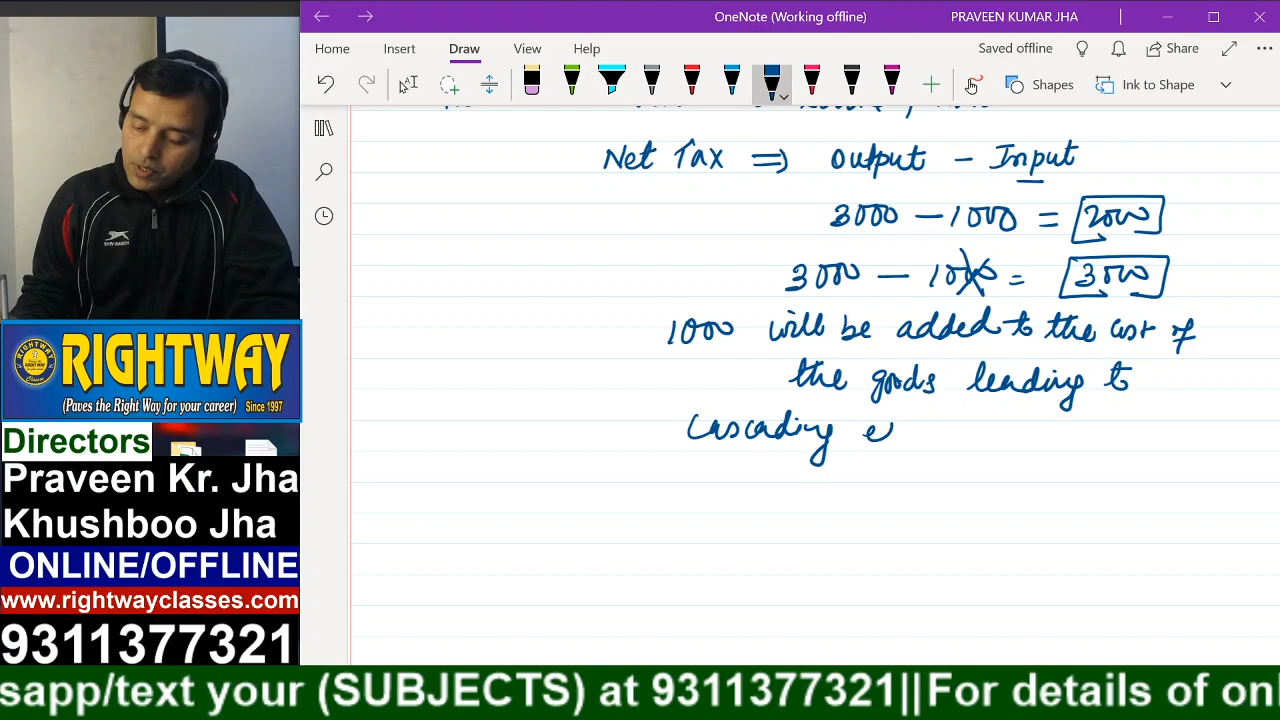 OneNote (Working offline)
PRAVEEN KUMAR JHA
Home Insert Draw View Help
Saved offline
Share
Shapes
Ink to Shape
Net Tax ⇒ Output - Input
3000 - 1000 = 2000
3000 - 1000 = 3000
1000 will be added to the cost of
the goods leading to
Cascading e
SHIV-NARESH
RIGHTWAY
(Paves the Right Way for your career) Since 1997
Directors
Praveen Kr. Jha
Khushboo Jha
ONLINE/OFFLINE
www.rightwayclasses.com
9311377321
sapp/text your (SUBJECTS) at 9311377321||For details of onl